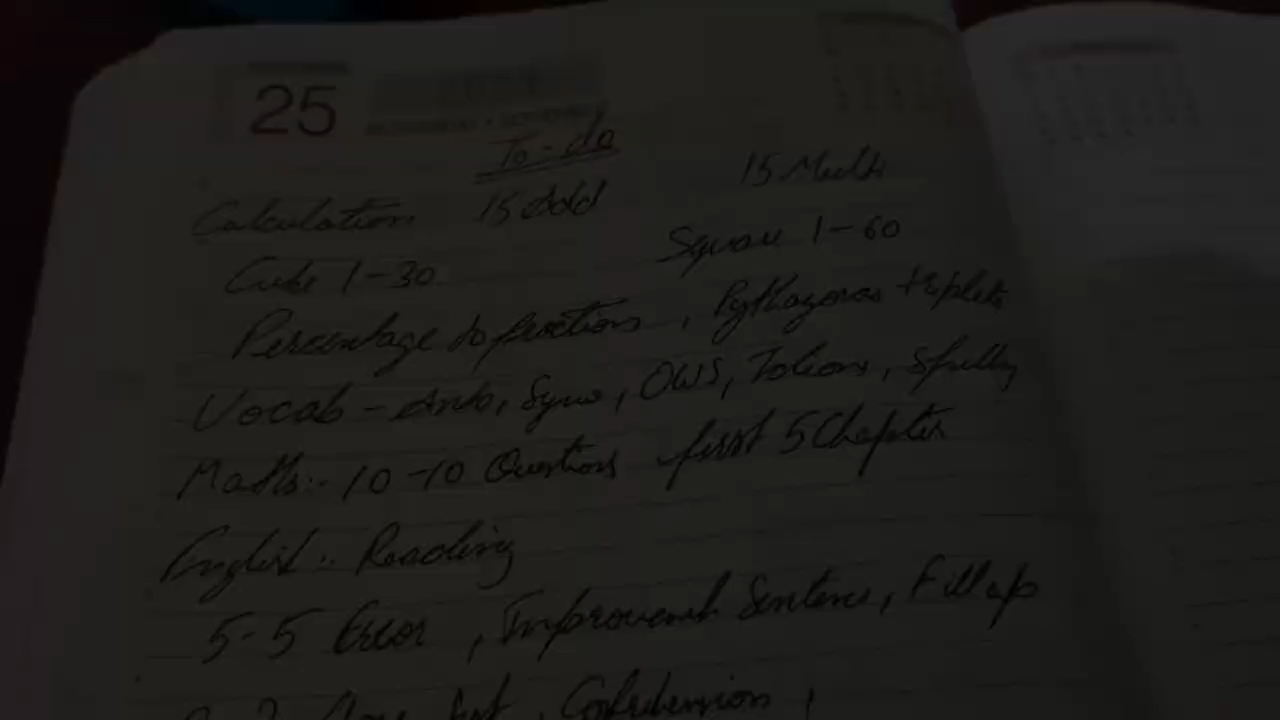 25
To-do
Calculation 15 Add 15 Multi
Cube 1-30 Square 1-60
Percentage to fractions, Pythagoras triplets
Vocab - Anto, Syno, OWS, Idioms, Spelling
Maths:- 10-10 Questions first 5 Chapter
English:- Reading
5-5 Error, Improvement Sentence, Fill up
Comprehension,